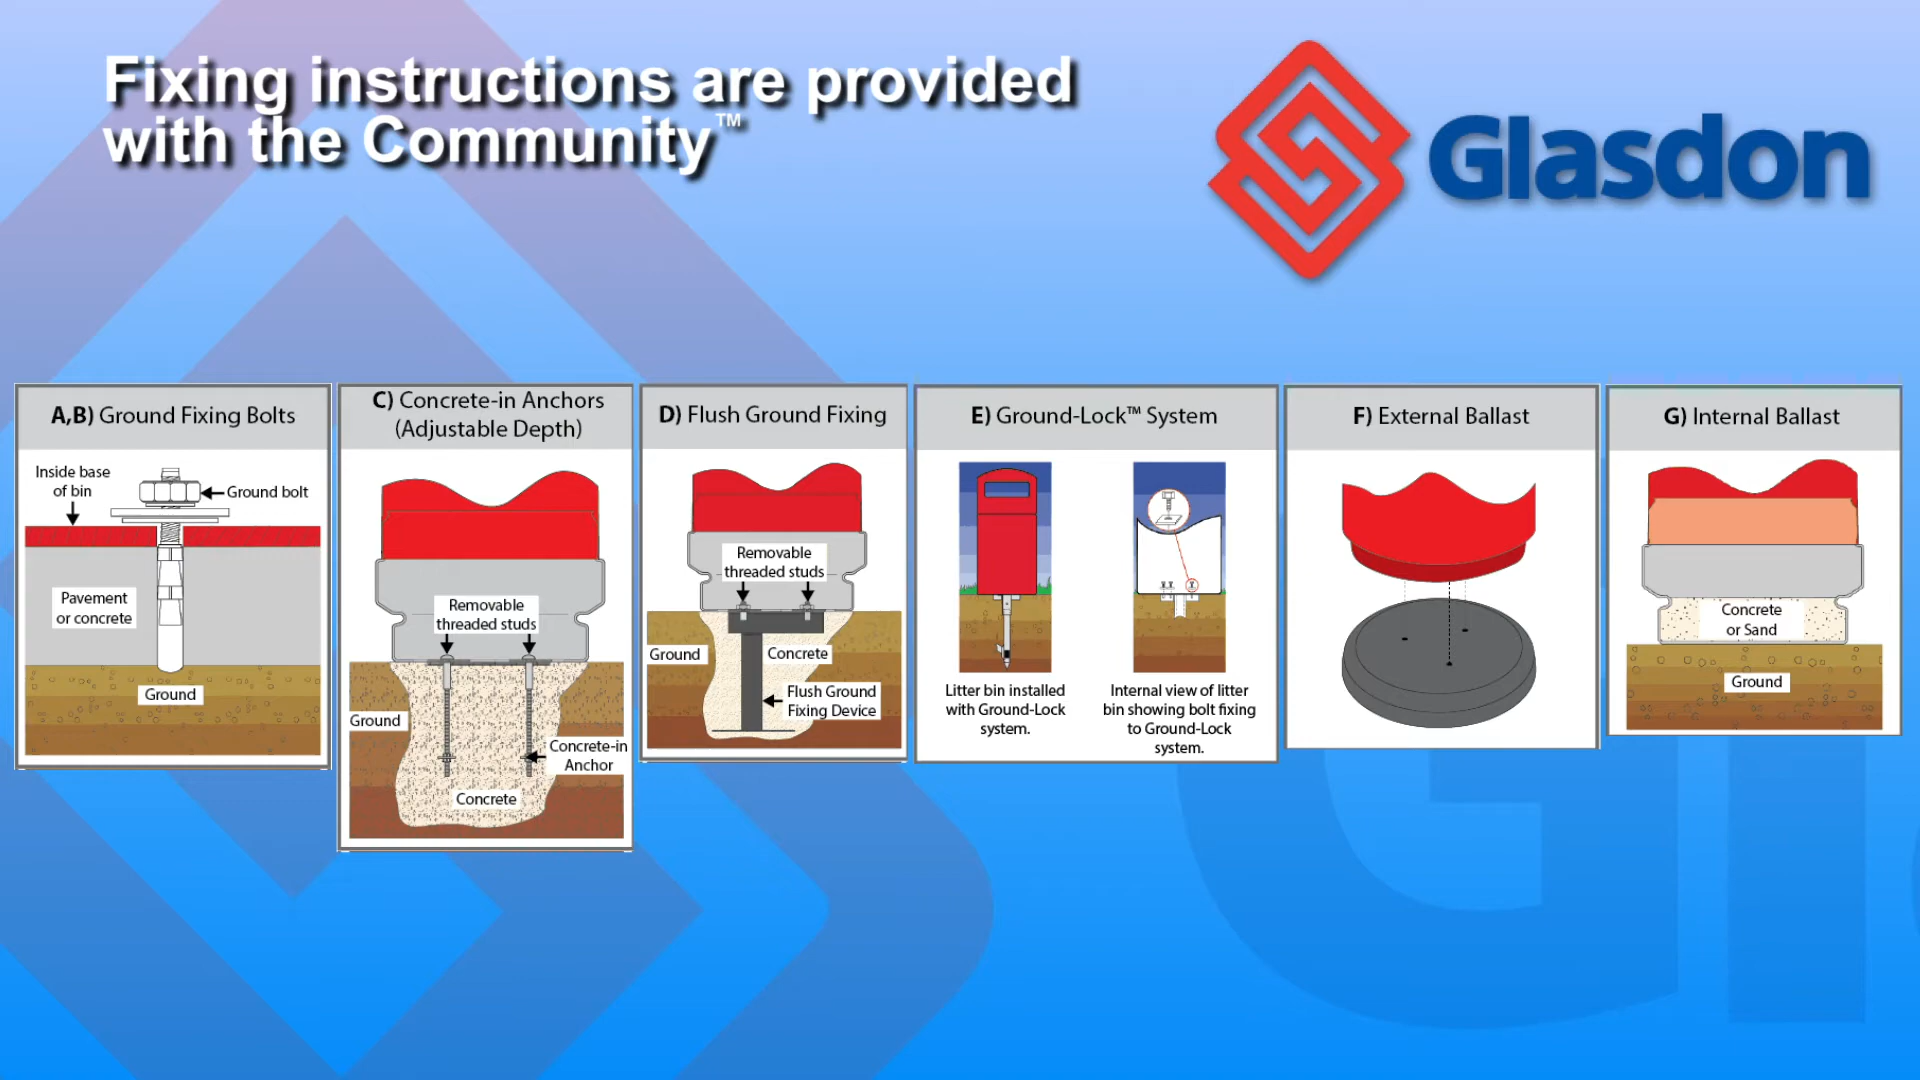 Fixing instructions are provided
with the Community™
Glasdon
A,B) Ground Fixing Bolts
Inside base
of bin
Ground bolt
Pavement
or concrete
Ground
C) Concrete-in Anchors
(Adjustable Depth)
Removable
threaded studs
Ground
Concrete-in
Anchor
Concrete
D) Flush Ground Fixing
Removable
threaded studs
Ground
Concrete
Flush Ground
Fixing Device
E) Ground-Lock™ System
Litter bin installed
with Ground-Lock
system.
Internal view of litter
bin showing bolt fixing
to Ground-Lock
system.
F) External Ballast
G) Internal Ballast
Concrete
or Sand
Ground